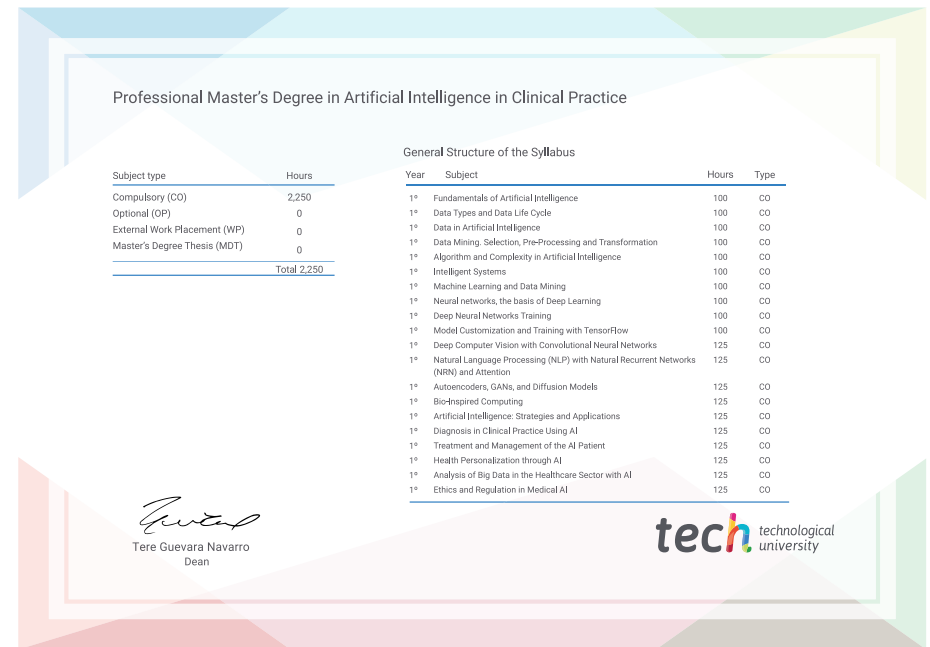 Professional Master's Degree in Artificial Intelligence in Clinical Practice
General Structure of the Syllabus
Subject type Hours
Compulsory (CO) 2,250
Optional (OP) 0
External Work Placement (WP) 0
Master's Degree Thesis (MDT) 0
Total 2,250
Year Subject Hours Type
1º Fundamentals of Artificial Intelligence 100 CO
1º Data Types and Data Life Cycle 100 CO
1º Data in Artificial Intelligence 100 CO
1º Data Mining. Selection, Pre-Processing and Transformation 100 CO
1º Algorithm and Complexity in Artificial Intelligence 100 CO
1º Intelligent Systems 100 CO
1º Machine Learning and Data Mining 100 CO
1º Neural networks, the basis of Deep Learning 100 CO
1º Deep Neural Networks Training 100 CO
1º Model Customization and Training with TensorFlow 100 CO
1º Deep Computer Vision with Convolutional Neural Networks 125 CO
1º Natural Language Processing (NLP) with Natural Recurrent Networks 125 CO
(NRN) and Attention
1º Autoencoders, GANs, and Diffusion Models 125 CO
1º Bio-Inspired Computing 125 CO
1º Artificial Intelligence: Strategies and Applications 125 CO
1º Diagnosis in Clinical Practice Using AI 125 CO
1º Treatment and Management of the AI Patient 125 CO
1º Health Personalization through AI 125 CO
1º Analysis of Big Data in the Healthcare Sector with AI 125 CO
1º Ethics and Regulation in Medical AI 125 CO
Tere Guevara Navarro
Dean
tech technological
university